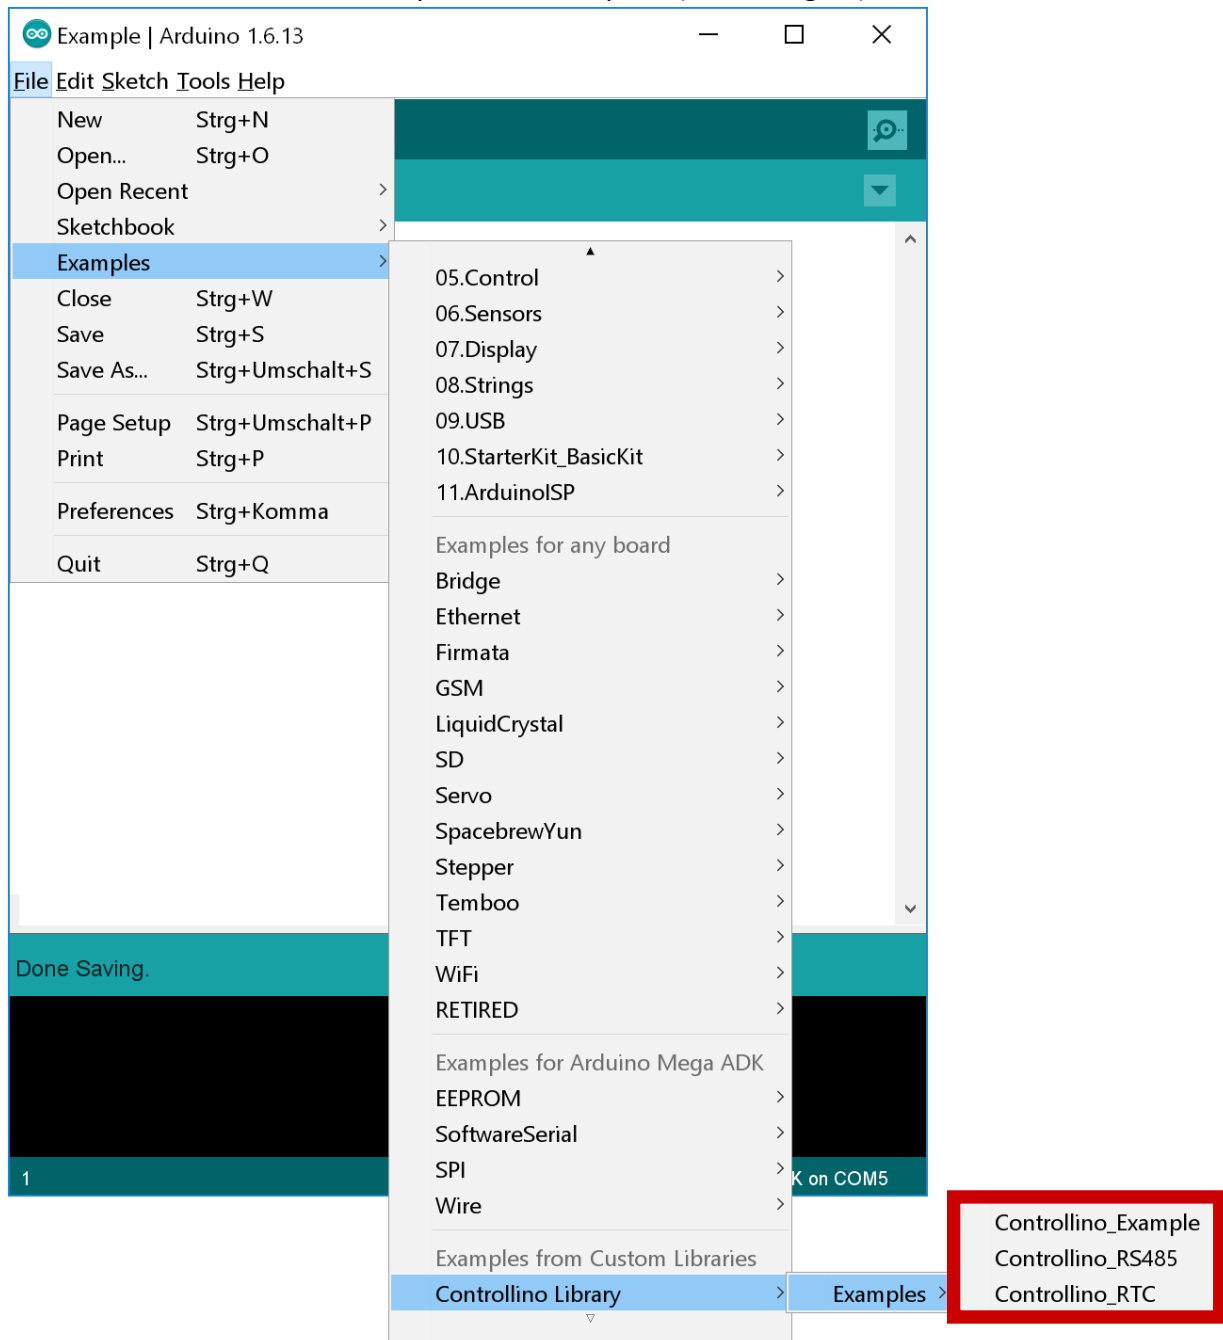 Example | Arduino 1.6.13
File Edit Sketch Tools Help
New Strg+N
Open... Strg+O
Open Recent
Sketchbook
Examples
Close Strg+W
Save Strg+S
Save As... Strg+Umschalt+S
Page Setup Strg+Umschalt+P
Print Strg+P
Preferences Strg+Komma
Quit Strg+Q
05.Control
06.Sensors
07.Display
08.Strings
09.USB
10.StarterKit_BasicKit
11.ArduinoISP
Examples for any board
Bridge
Ethernet
Firmata
GSM
LiquidCrystal
SD
Servo
SpacebrewYun
Stepper
Temboo
TFT
WiFi
RETIRED
Examples for Arduino Mega ADK
EEPROM
SoftwareSerial
SPI
Wire
Examples from Custom Libraries
Controllino Library
Examples
Controllino_Example
Controllino_RS485
Controllino_RTC
Done Saving.
1
K on COM5